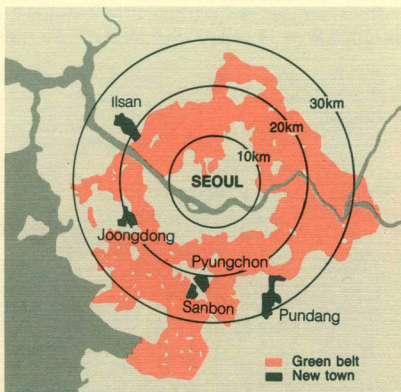 30km
Ilsan
20km
10km
SEOUL
Joongdong
Pyungchon
Sanbon
Pundang
Green belt
New town